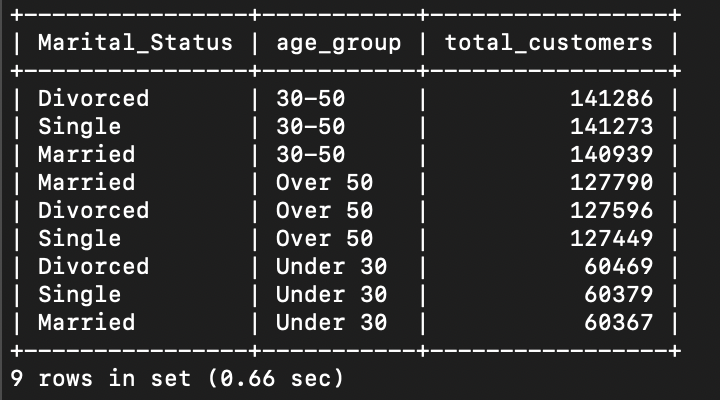 +----------------+-----------+-----------------+
| Marital_Status | age_group | total_customers |
+----------------+-----------+-----------------+
| Divorced       | 30-50     |          141286 |
| Single         | 30-50     |          141273 |
| Married        | 30-50     |          140939 |
| Married        | Over 50   |          127790 |
| Divorced       | Over 50   |          127596 |
| Single         | Over 50   |          127449 |
| Divorced       | Under 30  |           60469 |
| Single         | Under 30  |           60379 |
| Married        | Under 30  |           60367 |
+----------------+-----------+-----------------+
9 rows in set (0.66 sec)